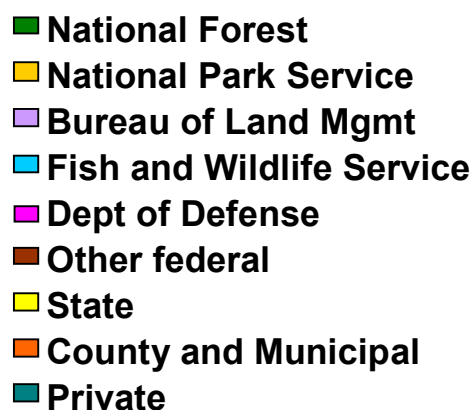 National Forest
National Park Service
Bureau of Land Mgmt
Fish and Wildlife Service
Dept of Defense
Other federal
State
County and Municipal
Private